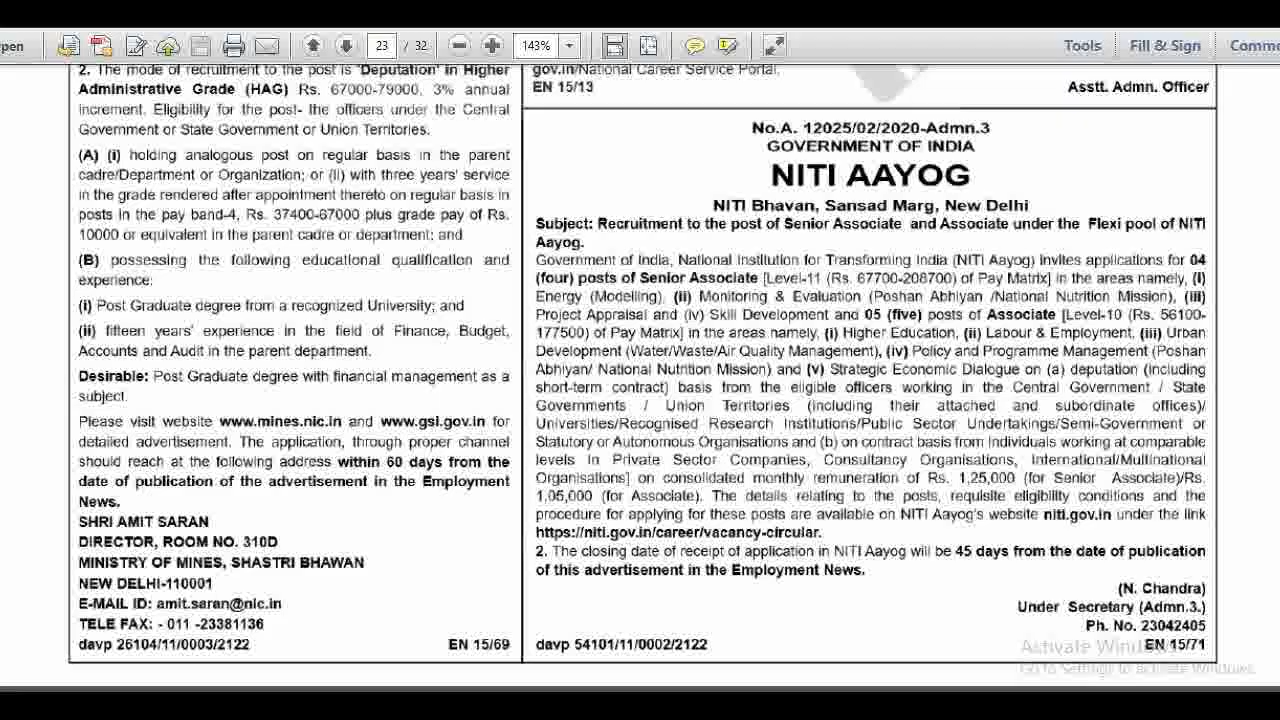 pen
23 / 32
143%
Tools
Fill & Sign
Comme
2. The mode of recruitment to the post is 'Deputation' in Higher
Administrative Grade (HAG) Rs. 67000-79000, 3% annual
increment. Eligibility for the post- the officers under the Central
Government or State Government or Union Territories.
(A) (i) holding analogous post on regular basis in the parent
cadre/Department or Organization; or (ii) with three years' service
in the grade rendered after appointment thereto on regular basis in
posts in the pay band-4, Rs. 37400-67000 plus grade pay of Rs.
10000 or equivalent in the parent cadre or department; and
(B) possessing the following educational qualification and
experience:
(i) Post Graduate degree from a recognized University; and
(ii) fifteen years' experience in the field of Finance, Budget,
Accounts and Audit in the parent department.
Desirable: Post Graduate degree with financial management as a
subject.
Please visit website www.mines.nic.in and www.gsi.gov.in for
detailed advertisement. The application, through proper channel
should reach at the following address within 60 days from the
date of publication of the advertisement in the Employment
News.
SHRI AMIT SARAN
DIRECTOR, ROOM NO. 310D
MINISTRY OF MINES, SHASTRI BHAWAN
NEW DELHI-110001
E-MAIL ID: amit.saran@nic.in
TELE FAX: - 011 -23381136
davp 26104/11/0003/2122 EN 15/69
gov.in/National Career Service Portal.
EN 15/13 Asstt. Admn. Officer
No.A. 12025/02/2020-Admn.3
GOVERNMENT OF INDIA
NITI AAYOG
NITI Bhavan, Sansad Marg, New Delhi
Subject: Recruitment to the post of Senior Associate and Associate under the Flexi pool of NITI
Aayog.
Government of India, National Institution for Transforming India (NITI Aayog) invites applications for 04
(four) posts of Senior Associate [Level-11 (Rs. 67700-208700) of Pay Matrix] in the areas namely, (i)
Energy (Modelling), (ii) Monitoring & Evaluation (Poshan Abhiyan /National Nutrition Mission), (iii)
Project Appraisal and (iv) Skill Development and 05 (five) posts of Associate [Level-10 (Rs. 56100-
177500) of Pay Matrix] in the areas namely, (i) Higher Education, (ii) Labour & Employment, (iii) Urban
Development (Water/Waste/Air Quality Management), (iv) Policy and Programme Management (Poshan
Abhiyan/ National Nutrition Mission) and (v) Strategic Economic Dialogue on (a) deputation (including
short-term contract) basis from the eligible officers working in the Central Government / State
Governments / Union Territories (including their attached and subordinate offices)/
Universities/Recognised Research Institutions/Public Sector Undertakings/Semi-Government or
Statutory or Autonomous Organisations and (b) on contract basis from Individuals working at comparable
levels in Private Sector Companies, Consultancy Organisations, International/Multinational
Organisations] on consolidated monthly remuneration of Rs. 1,25,000 (for Senior Associate)/Rs.
1,05,000 (for Associate). The details relating to the posts, requisite eligibility conditions and the
procedure for applying for these posts are available on NITI Aayog's website niti.gov.in under the link
https://niti.gov.in/career/vacancy-circular.
2. The closing date of receipt of application in NITI Aayog will be 45 days from the date of publication
of this advertisement in the Employment News.
(N. Chandra)
Under Secretary (Admn.3.)
Ph. No. 23042405
davp 54101/11/0002/2122 EN 15/71
Activate Windows
Go to Settings to activate Windows.